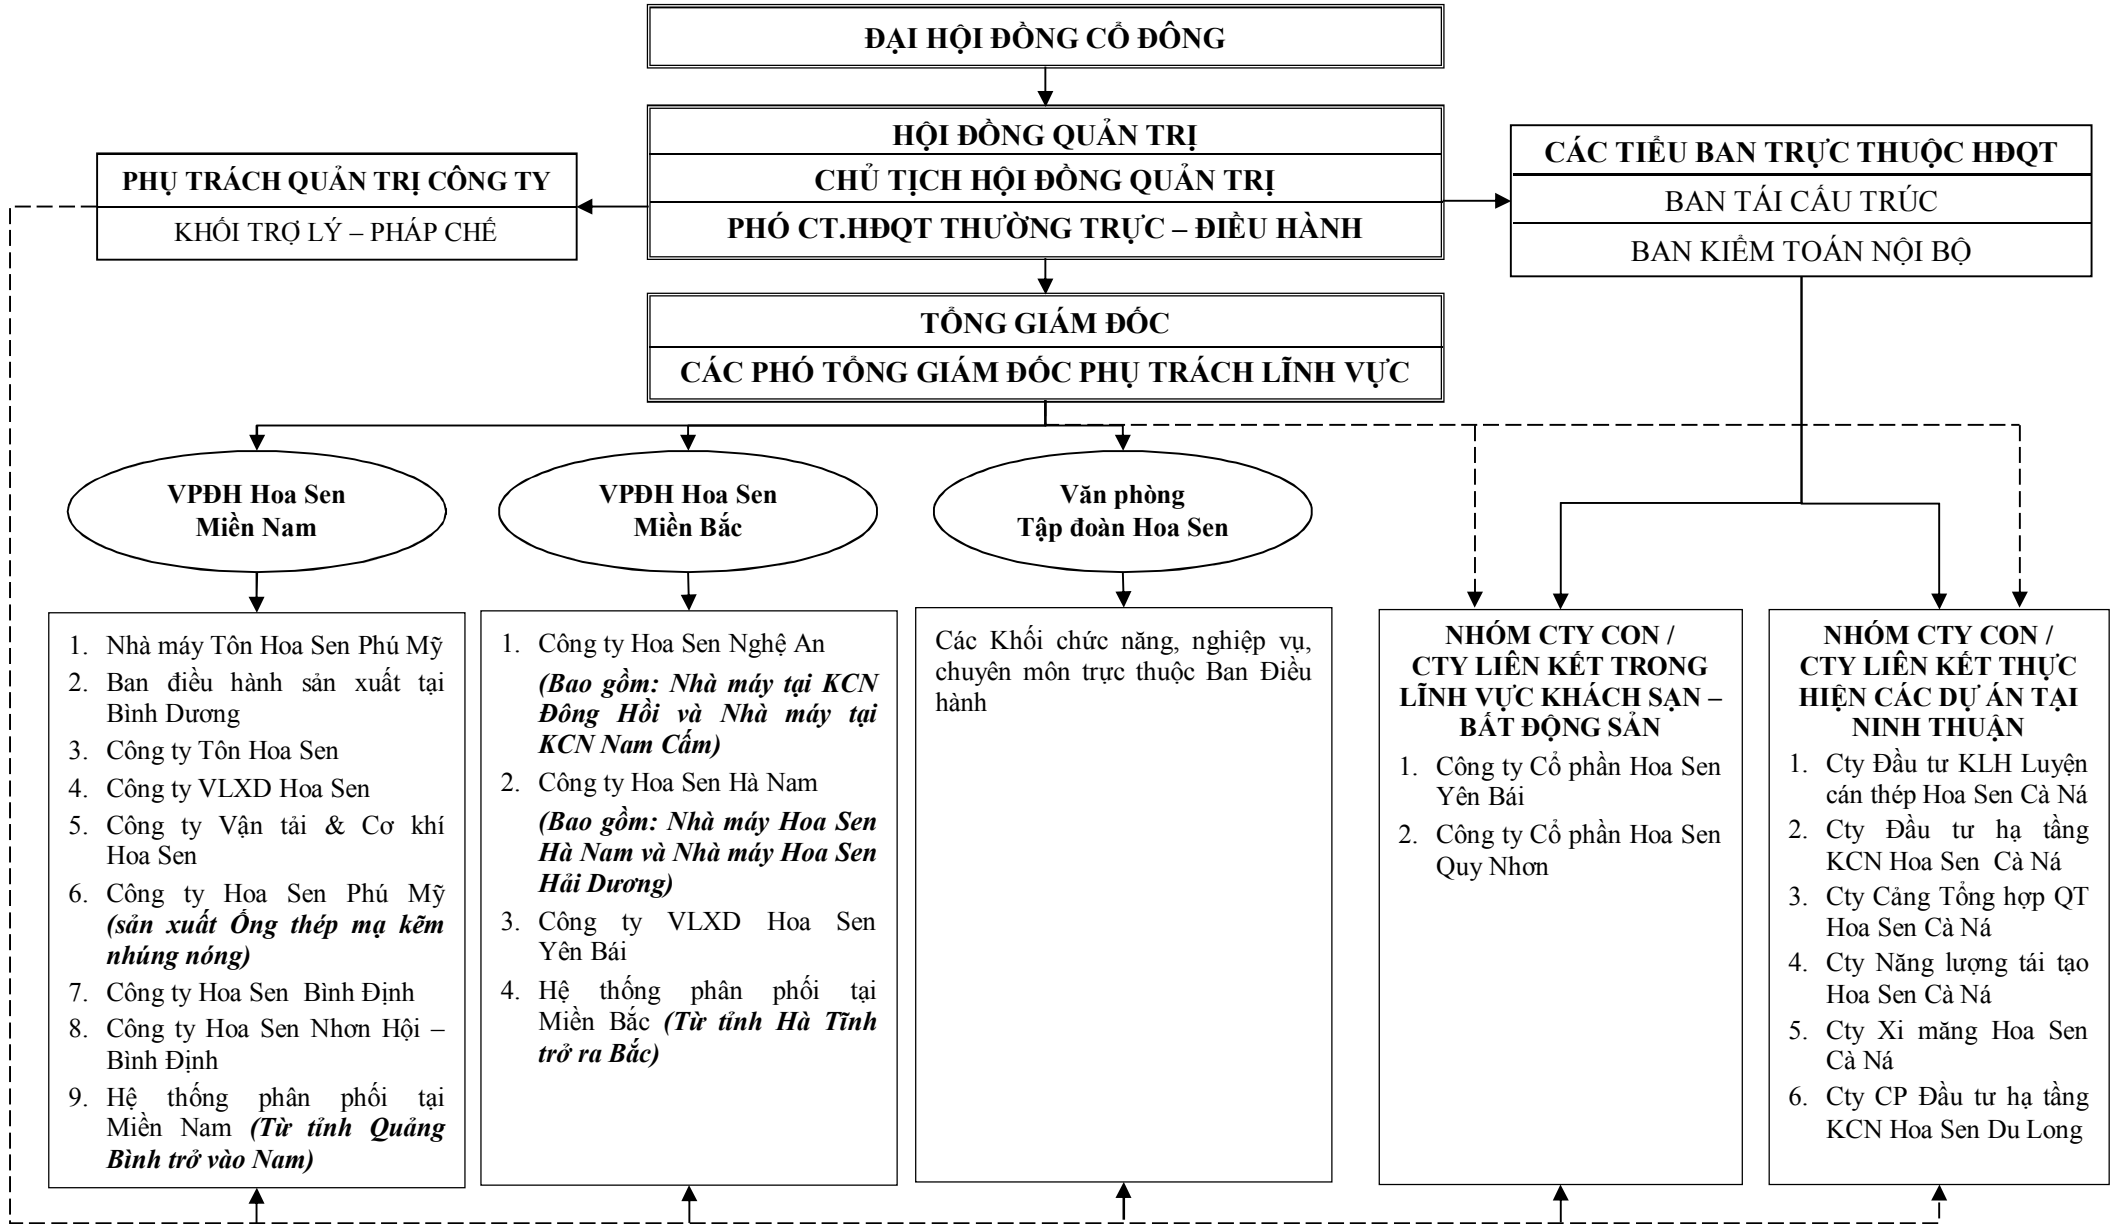 ĐẠI HỘI ĐỒNG CỔ ĐÔNG
HỘI ĐỒNG QUẢN TRỊ
CHỦ TỊCH HỘI ĐỒNG QUẢN TRỊ
PHÓ CT.HĐQT THƯỜNG TRỰC – ĐIỀU HÀNH
PHỤ TRÁCH QUẢN TRỊ CÔNG TY
KHỐI TRỢ LÝ – PHÁP CHẾ
CÁC TIỂU BAN TRỰC THUỘC HĐQT
BAN TÁI CẤU TRÚC
BAN KIỂM TOÁN NỘI BỘ
TỔNG GIÁM ĐỐC
CÁC PHÓ TỔNG GIÁM ĐỐC PHỤ TRÁCH LĨNH VỰC
VPĐH Hoa Sen
Miền Nam
VPĐH Hoa Sen
Miền Bắc
Văn phòng
Tập đoàn Hoa Sen
1. Nhà máy Tôn Hoa Sen Phú Mỹ
2. Ban điều hành sản xuất tại
Bình Dương
3. Công ty Tôn Hoa Sen
4. Công ty VLXD Hoa Sen
5. Công ty Vận tải & Cơ khí
Hoa Sen
6. Công ty Hoa Sen Phú Mỹ
(sản xuất Ống thép mạ kẽm
nhúng nóng)
7. Công ty Hoa Sen Bình Định
8. Công ty Hoa Sen Nhơn Hội –
Bình Định
9. Hệ thống phân phối tại
Miền Nam (Từ tỉnh Quảng
Bình trở vào Nam)
1. Công ty Hoa Sen Nghệ An
(Bao gồm: Nhà máy tại KCN
Đông Hồi và Nhà máy tại
KCN Nam Cấm)
2. Công ty Hoa Sen Hà Nam
(Bao gồm: Nhà máy Hoa Sen
Hà Nam và Nhà máy Hoa Sen
Hải Dương)
3. Công ty VLXD Hoa Sen
Yên Bái
4. Hệ thống phân phối tại
Miền Bắc (Từ tỉnh Hà Tĩnh
trở ra Bắc)
Các Khối chức năng, nghiệp vụ,
chuyên môn trực thuộc Ban Điều
hành
NHÓM CTY CON /
CTY LIÊN KẾT TRONG
LĨNH VỰC KHÁCH SẠN –
BẤT ĐỘNG SẢN
1. Công ty Cổ phần Hoa Sen
Yên Bái
2. Công ty Cổ phần Hoa Sen
Quy Nhơn
NHÓM CTY CON /
CTY LIÊN KẾT THỰC
HIỆN CÁC DỰ ÁN TẠI
NINH THUẬN
1. Cty Đầu tư KLH Luyện
cán thép Hoa Sen Cà Ná
2. Cty Đầu tư hạ tầng
KCN Hoa Sen Cà Ná
3. Cty Cảng Tổng hợp QT
Hoa Sen Cà Ná
4. Cty Năng lượng tái tạo
Hoa Sen Cà Ná
5. Cty Xi măng Hoa Sen
Cà Ná
6. Cty CP Đầu tư hạ tầng
KCN Hoa Sen Du Long